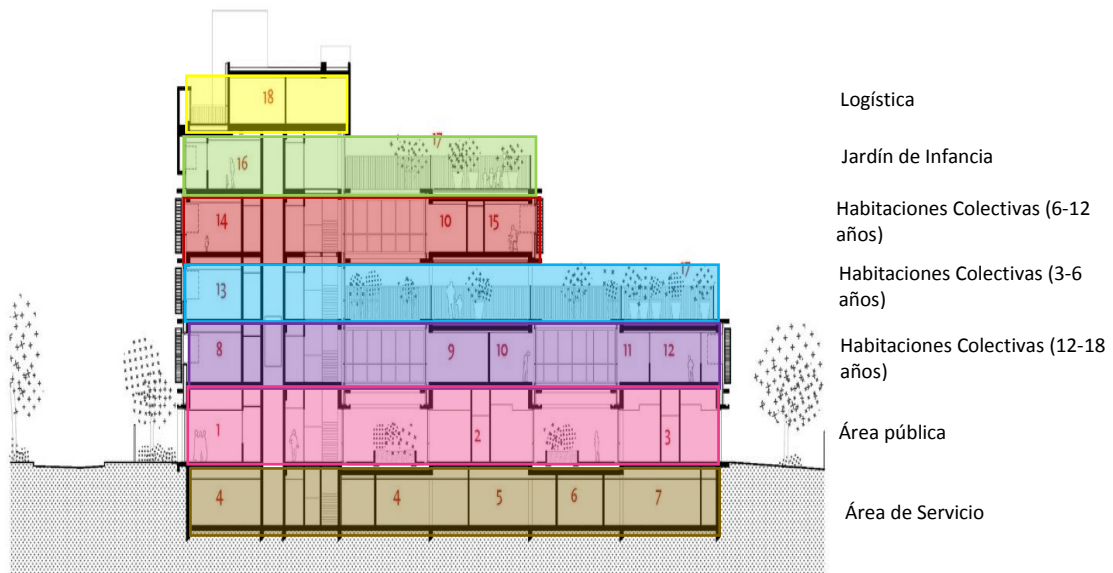 18
Logística
17
16
Jardín de Infancia
14
10
15
Habitaciones Colectivas (6-12
años)
17
13
Habitaciones Colectivas (3-6
años)
8
9
10
11
12
Habitaciones Colectivas (12-18
años)
1
2
3
Área pública
4
4
5
6
7
Área de Servicio